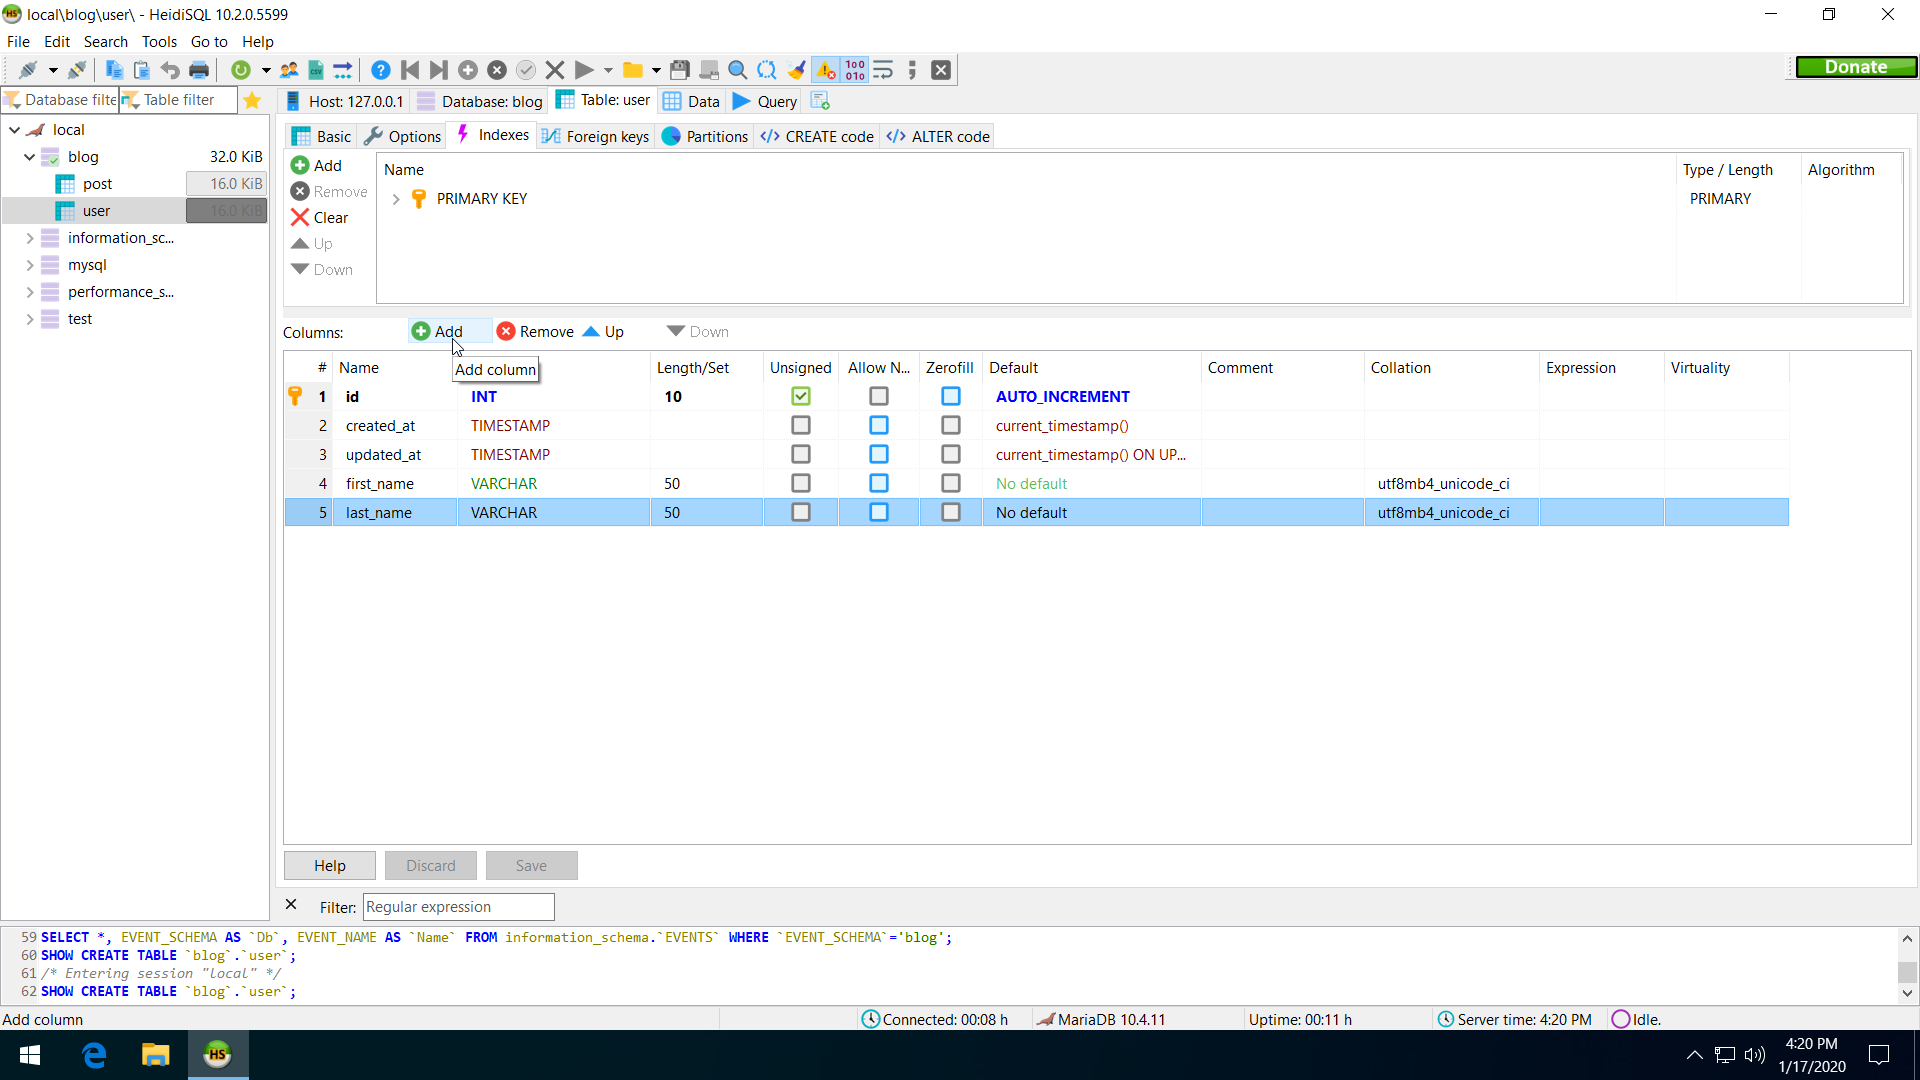 local\blog\user\ - HeidiSQL 10.2.0.5599
File Edit Search Tools Go to Help
Donate
Database filte Table filter
Host: 127.0.0.1 Database: blog Table: user Data Query
local
blog 32.0 KiB
post 16.0 KiB
user 16.0 KiB
information_sc...
mysql
performance_s...
test
Basic Options Indexes Foreign keys Partitions CREATE code ALTER code
Add
Remove
Clear
Up
Down
Name Type / Length Algorithm
PRIMARY KEY PRIMARY
Columns: Add Remove Up Down
# Name Length/Set Unsigned Allow N... Zerofill Default Comment Collation Expression Virtuality
Add column
1 id INT 10 AUTO_INCREMENT
2 created_at TIMESTAMP current_timestamp()
3 updated_at TIMESTAMP current_timestamp() ON UP...
4 first_name VARCHAR 50 No default utf8mb4_unicode_ci
5 last_name VARCHAR 50 No default utf8mb4_unicode_ci
Help Discard Save
Filter: Regular expression
59 SELECT *, EVENT_SCHEMA AS `Db`, EVENT_NAME AS `Name` FROM information_schema.`EVENTS` WHERE `EVENT_SCHEMA`='blog';
60 SHOW CREATE TABLE `blog`.`user`;
61 /* Entering session "local" */
62 SHOW CREATE TABLE `blog`.`user`;
Add column Connected: 00:08 h MariaDB 10.4.11 Uptime: 00:11 h Server time: 4:20 PM Idle.
HS
4:20 PM
1/17/2020